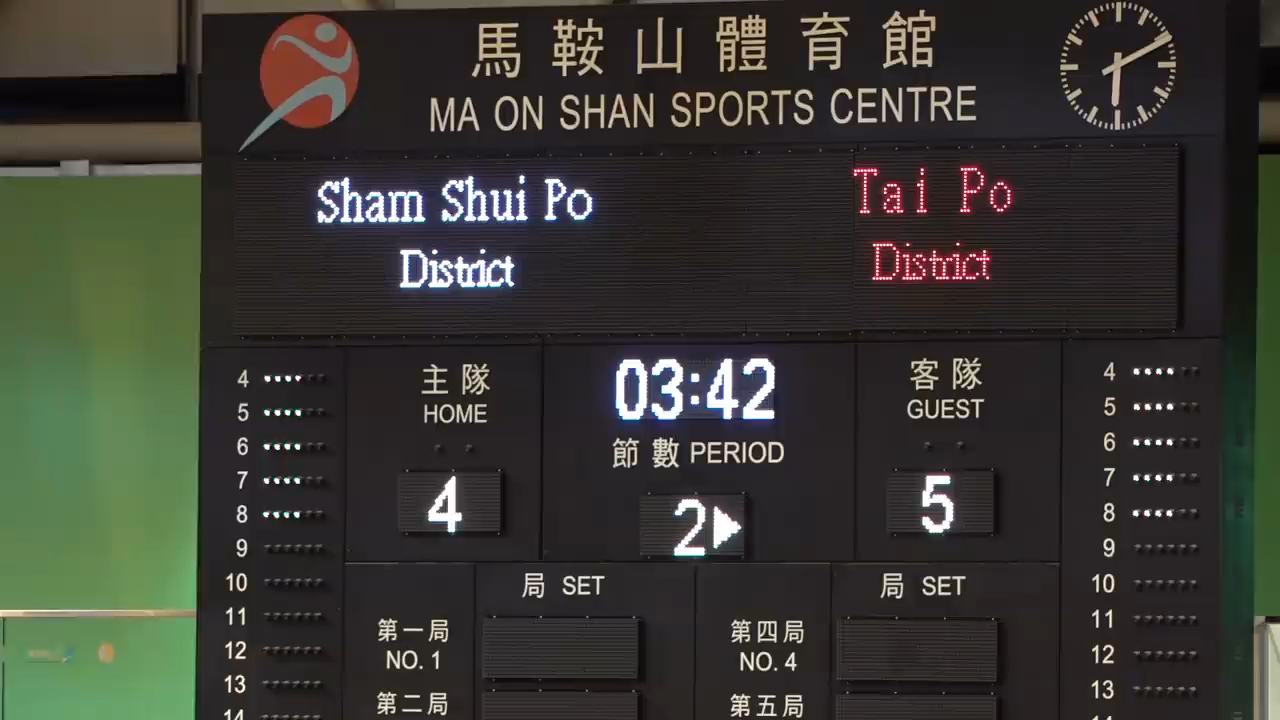 馬鞍山體育館
MA ON SHAN SPORTS CENTRE
Sham Shui Po
District
Tai Po
District
03:42
主隊
HOME
4
節數 PERIOD
2▶
客隊
GUEST
5
4
5
6
7
8
9
10
11
12
13
14
局 SET
第一局
NO. 1
第二局
局 SET
第四局
NO. 4
第五局
4
5
6
7
8
9
10
11
12
13
14